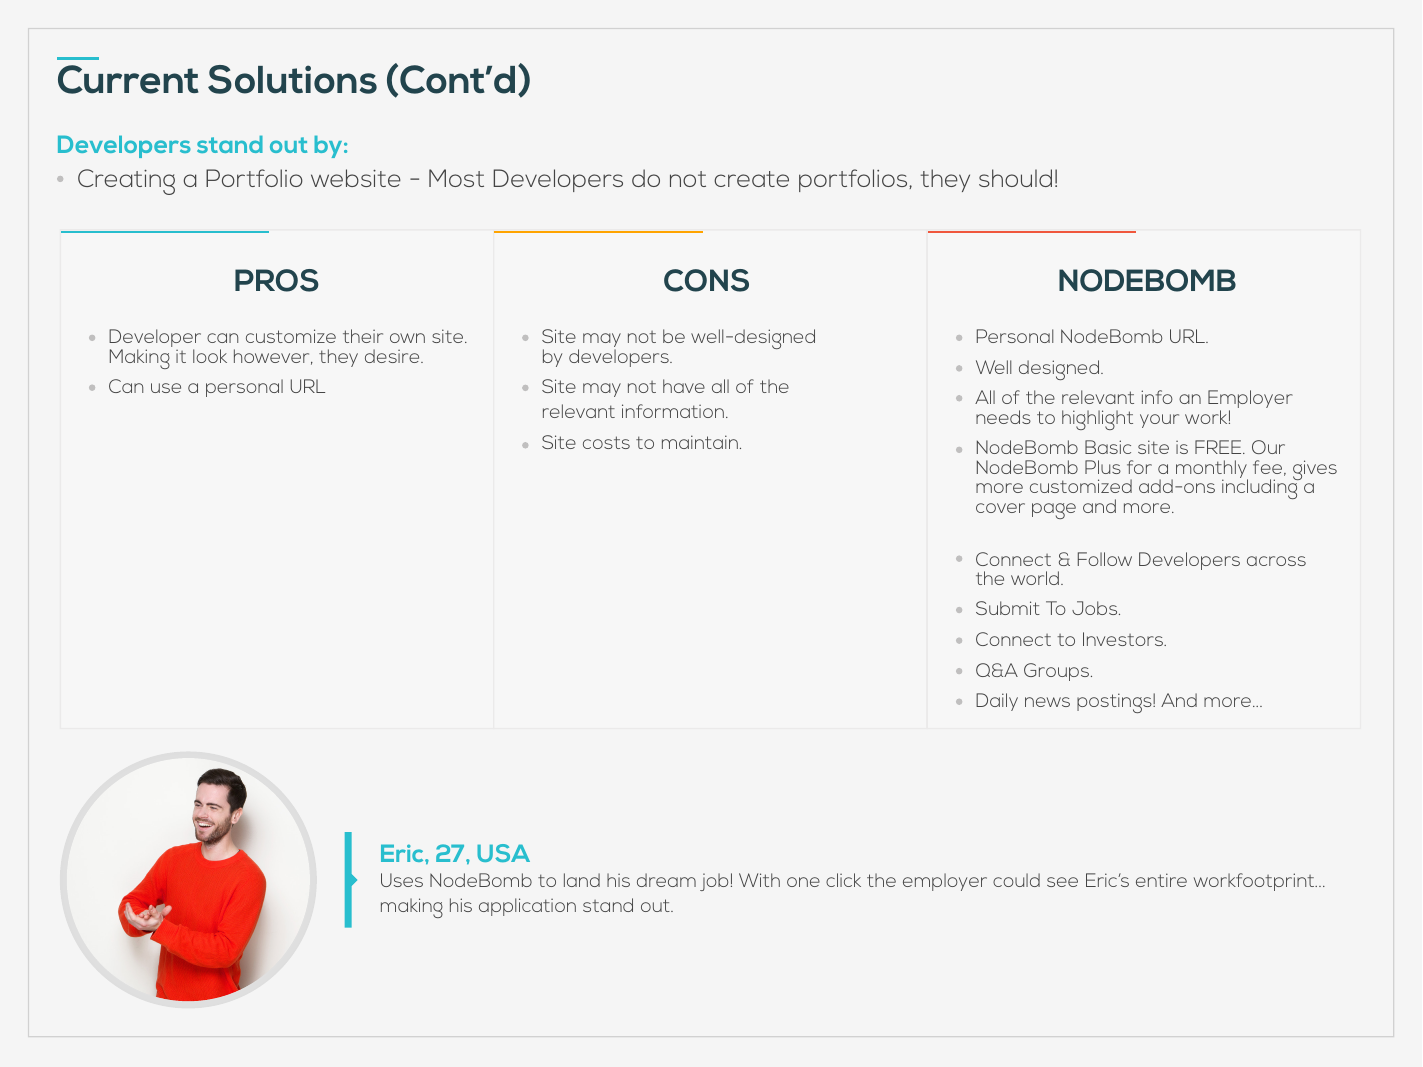 Current Solutions (Cont’d)
Developers stand out by:
• Creating a Portfolio website - Most Developers do not create portfolios, they should!
PROS
• Developer can customize their own site.
Making it look however, they desire.
• Can use a personal URL
CONS
• Site may not be well-designed
by developers.
• Site may not have all of the
relevant information.
• Site costs to maintain.
NODEBOMB
• Personal NodeBomb URL.
• Well designed.
• All of the relevant info an Employer
needs to highlight your work!
• NodeBomb Basic site is FREE. Our
NodeBomb Plus for a monthly fee, gives
more customized add-ons including a
cover page and more.
• Connect & Follow Developers across
the world.
• Submit To Jobs.
• Connect to Investors.
• Q&A Groups.
• Daily news postings! And more...
Eric, 27, USA
Uses NodeBomb to land his dream job! With one click the employer could see Eric’s entire workfootprint...
making his application stand out.